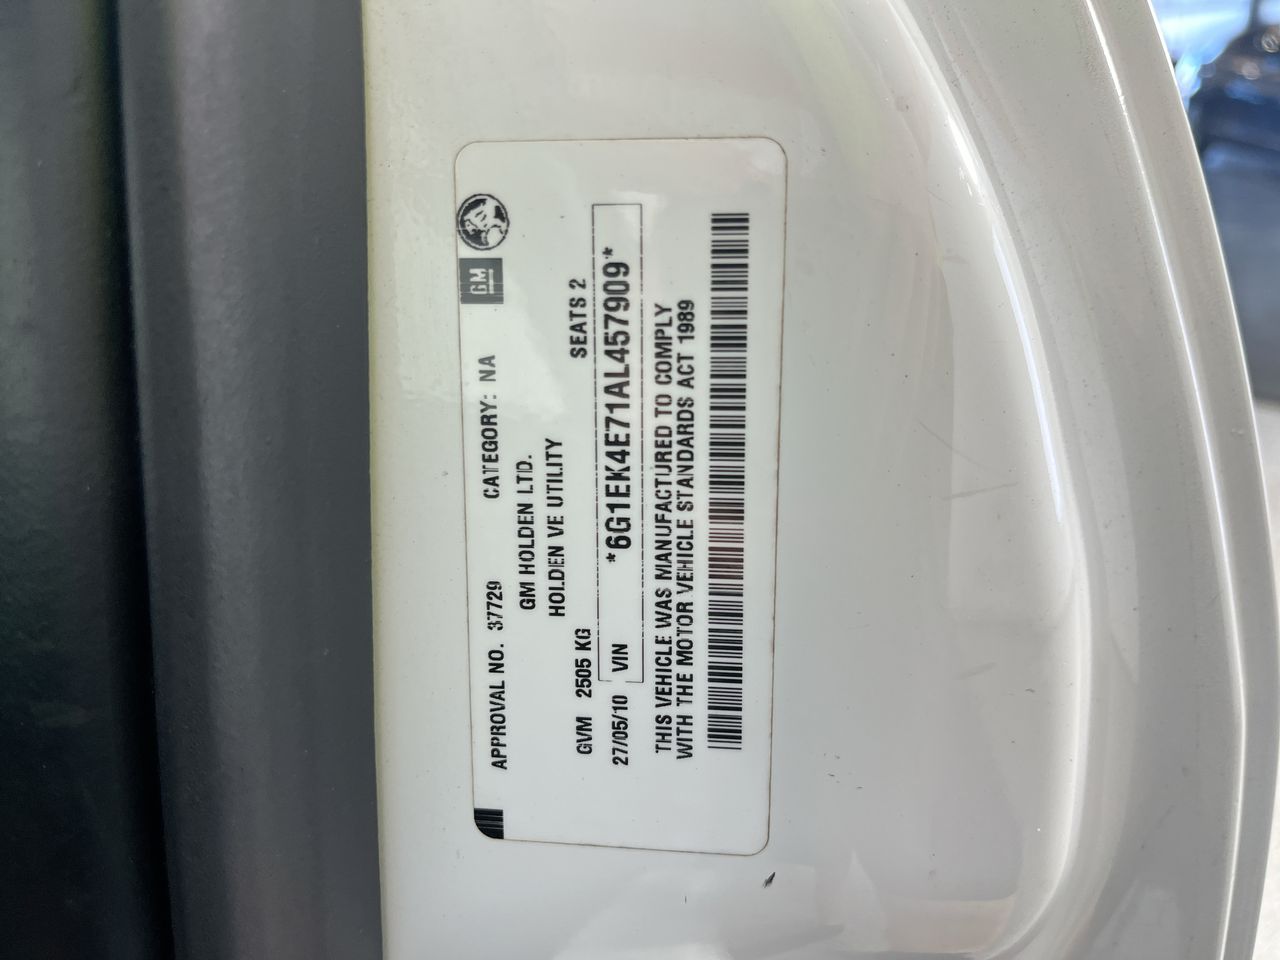 GM
APPROVAL NO. 37729 CATEGORY: NA
GM HOLDEN LTD.
HOLDEN VE UTILITY
GVM 2505 KG SEATS 2
27/05/10 VIN *6G1EK4E71AL457909*
THIS VEHICLE WAS MANUFACTURED TO COMPLY
WITH THE MOTOR VEHICLE STANDARDS ACT 1989